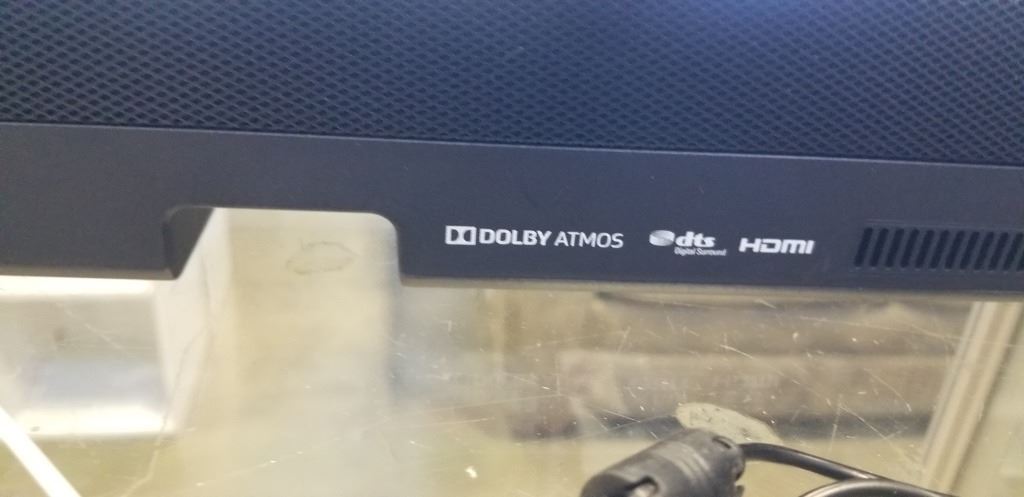 DOLBY ATMOS
dts
Digital Surround
HDMI